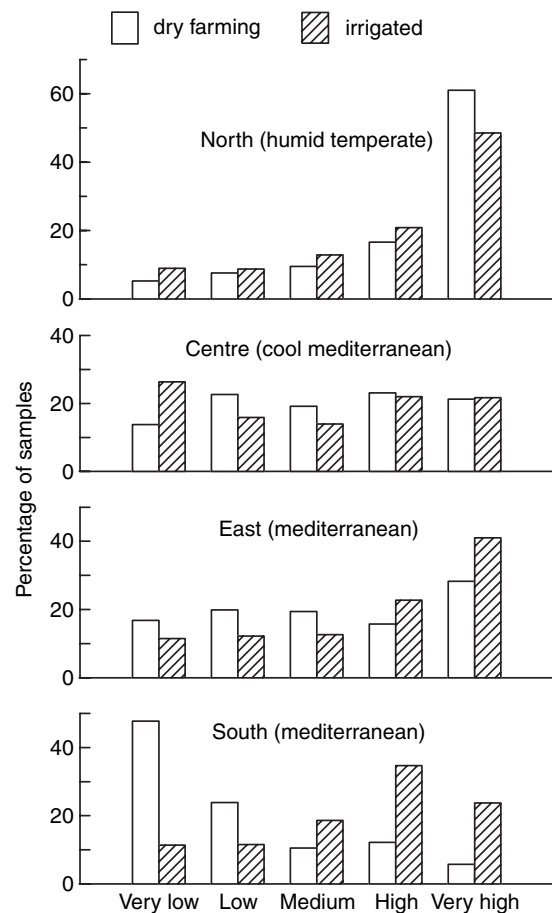 dry farming irrigated
60
North (humid temperate)
40
20
0
40
Centre (cool mediterranean)
20
0
Percentage of samples
East (mediterranean)
40
20
0
South (mediterranean)
40
20
0
Very low Low Medium High Very high